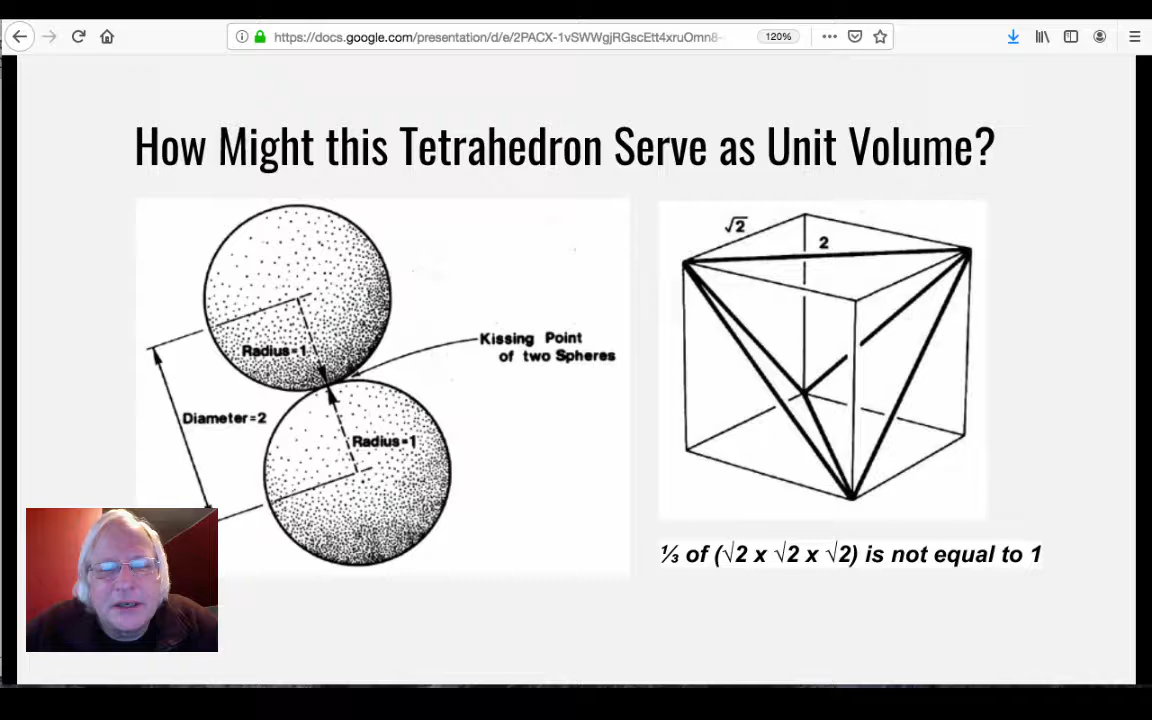 https://docs.google.com/presentation/d/e/2PACX-1vSWWgjRGscEtt4xruOmn8-
120%
How Might this Tetrahedron Serve as Unit Volume?
Radius=1
Kissing Point
of two Spheres
Diameter=2
Radius=1
√2
2
⅓ of (√2 x √2 x √2) is not equal to 1